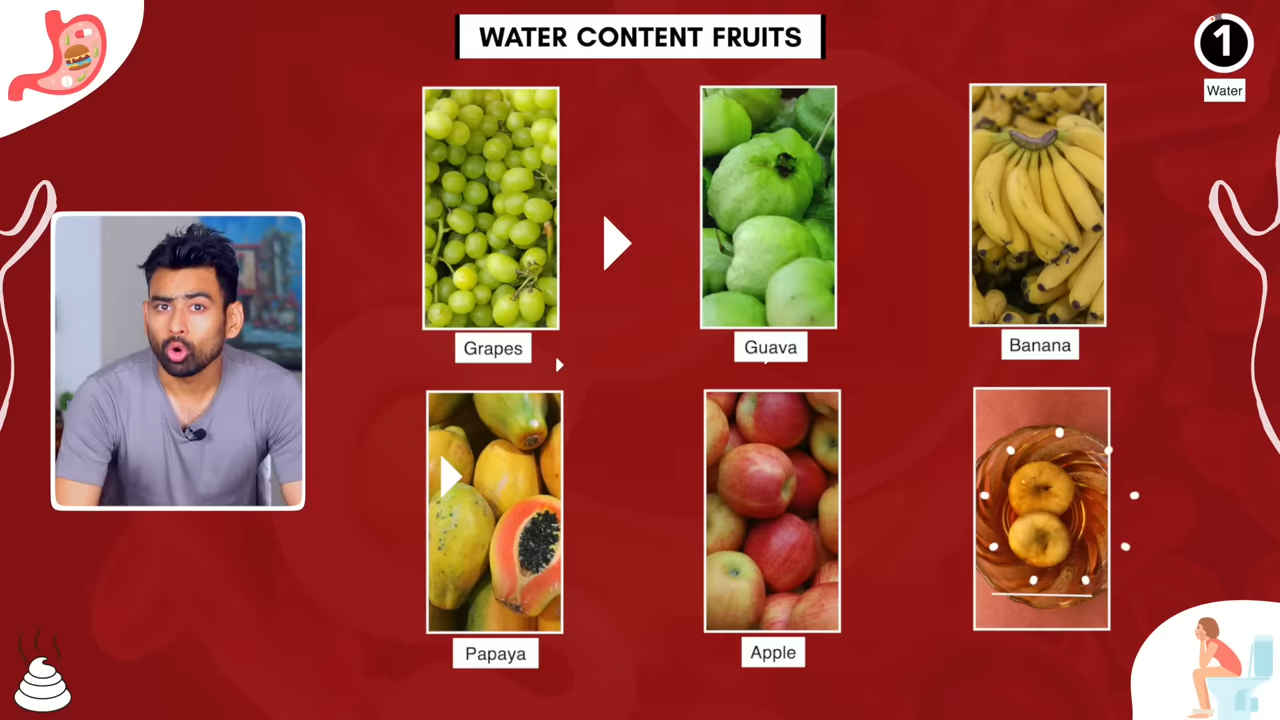 WATER CONTENT FRUITS
1
Water
Grapes
Guava
Banana
Papaya
Apple